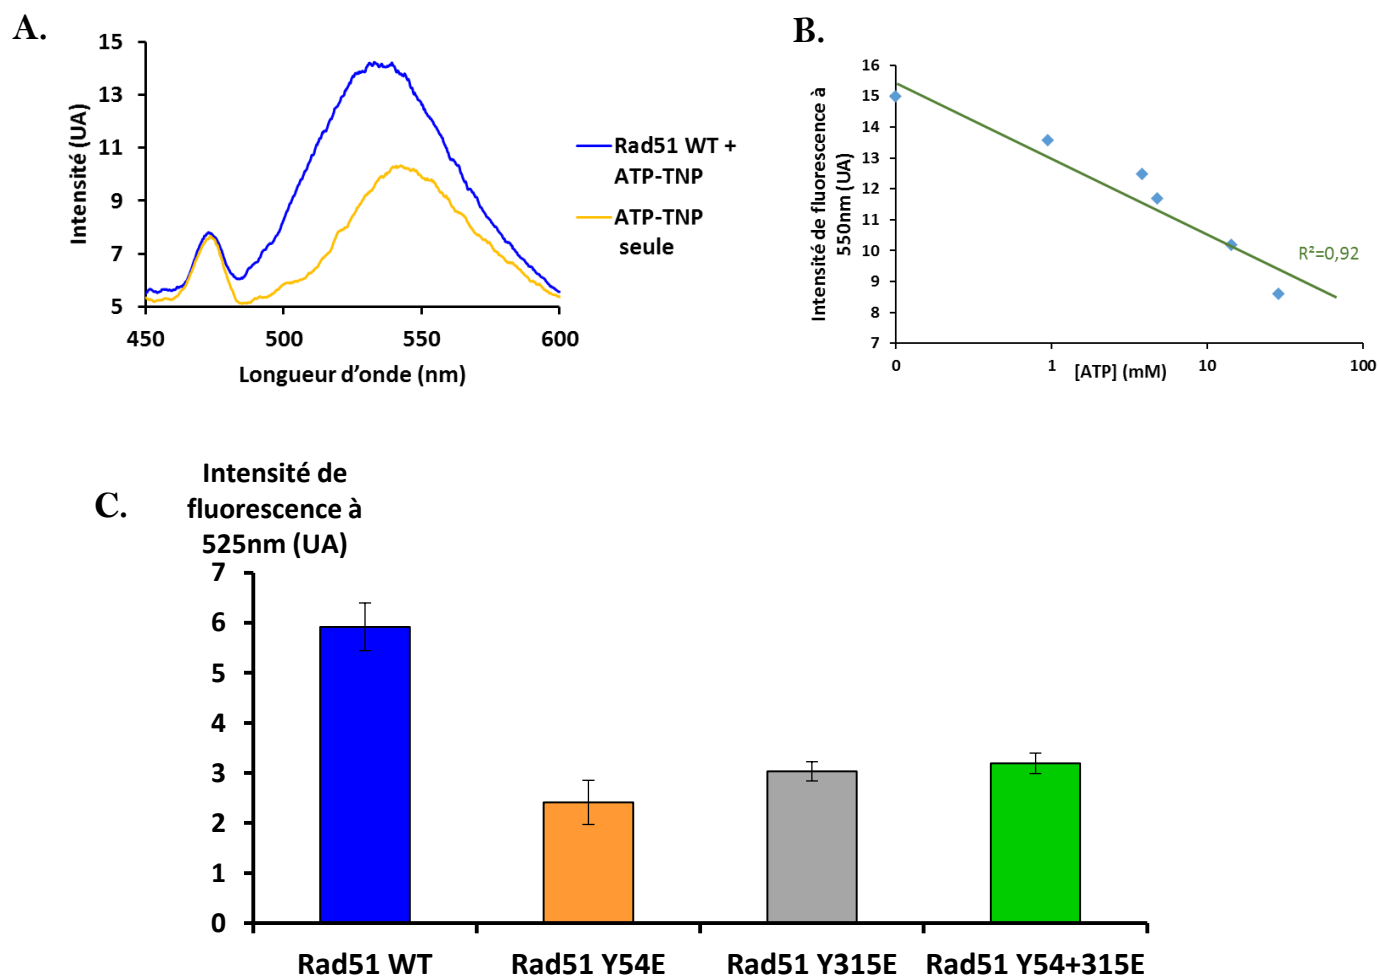 A.
Intensité (UA)
15
13
11
9
7
5
450
500
550
600
Longueur d'onde (nm)
Rad51 WT +
ATP-TNP
ATP-TNP
seule
B.
Intensité de fluorescence à
550nm (UA)
16
15
14
13
12
11
10
9
8
7
0
1
10
100
[ATP] (mM)
R²=0,92
C.
Intensité de
fluorescence à
525nm (UA)
7
6
5
4
3
2
1
0
Rad51 WT
Rad51 Y54E
Rad51 Y315E
Rad51 Y54+315E